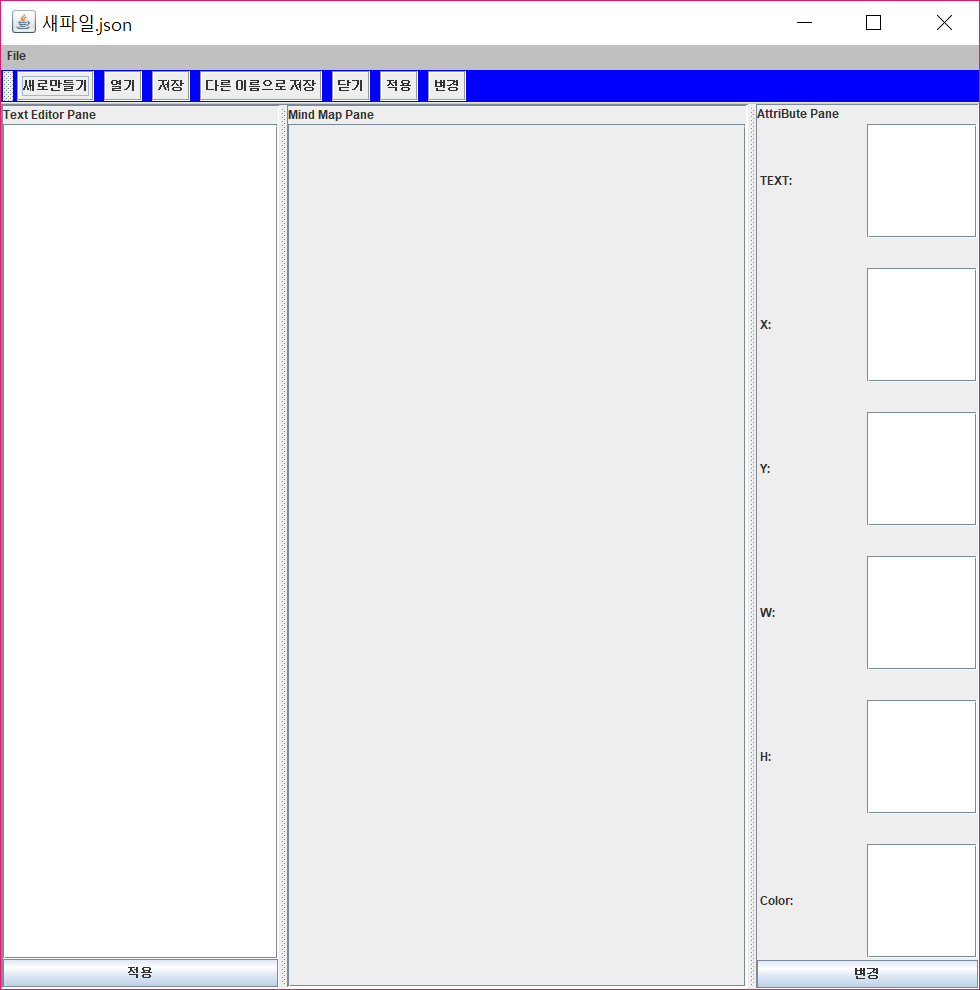 새파일.json
File
새로만들기 열기 저장 다른 이름으로 저장 닫기 적용 변경
Text Editor Pane
Mind Map Pane
AttriBute Pane
TEXT:
X:
Y:
W:
H:
Color:
적용
변경